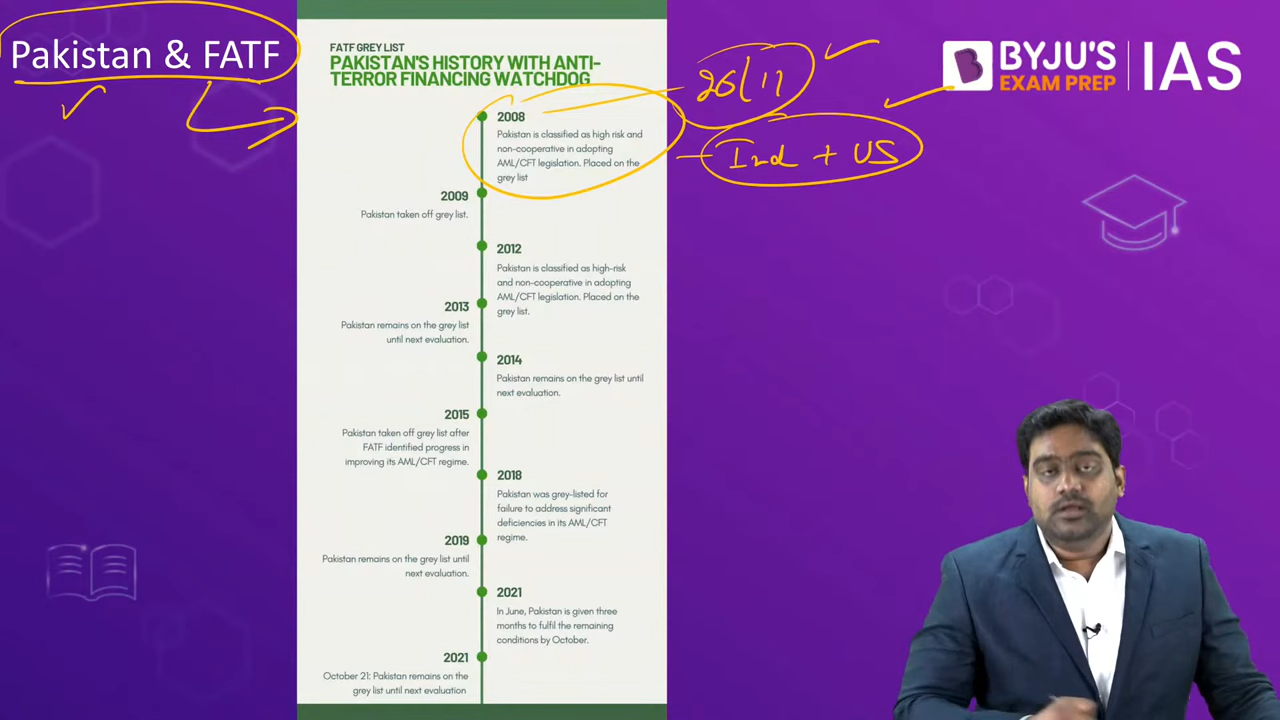 Pakistan & FATF
FATF GREY LIST
PAKISTAN'S HISTORY WITH ANTI-
TERROR FINANCING WATCHDOG
2008
Pakistan is classified as high risk and
non-cooperative in adopting
AML/CFT legislation. Placed on the
grey list
2009
Pakistan taken off grey list.
2012
Pakistan is classified as high-risk
and non-cooperative in adopting
AML/CFT legislation. Placed on the
grey list.
2013
Pakistan remains on the grey list
until next evaluation.
2014
Pakistan remains on the grey list until
next evaluation.
2015
Pakistan taken off grey list after
FATF identified progress in
improving its AML/CFT regime.
2018
Pakistan was grey-listed for
failure to address significant
deficiencies in its AML/CFT
regime.
2019
Pakistan remains on the grey list until
next evaluation.
2021
In June, Pakistan is given three
months to fulfil the remaining
conditions by October.
2021
October 21: Pakistan remains on the
grey list until next evaluation
26/11
Ind + US
BYJU'S
EXAM PREP
IAS